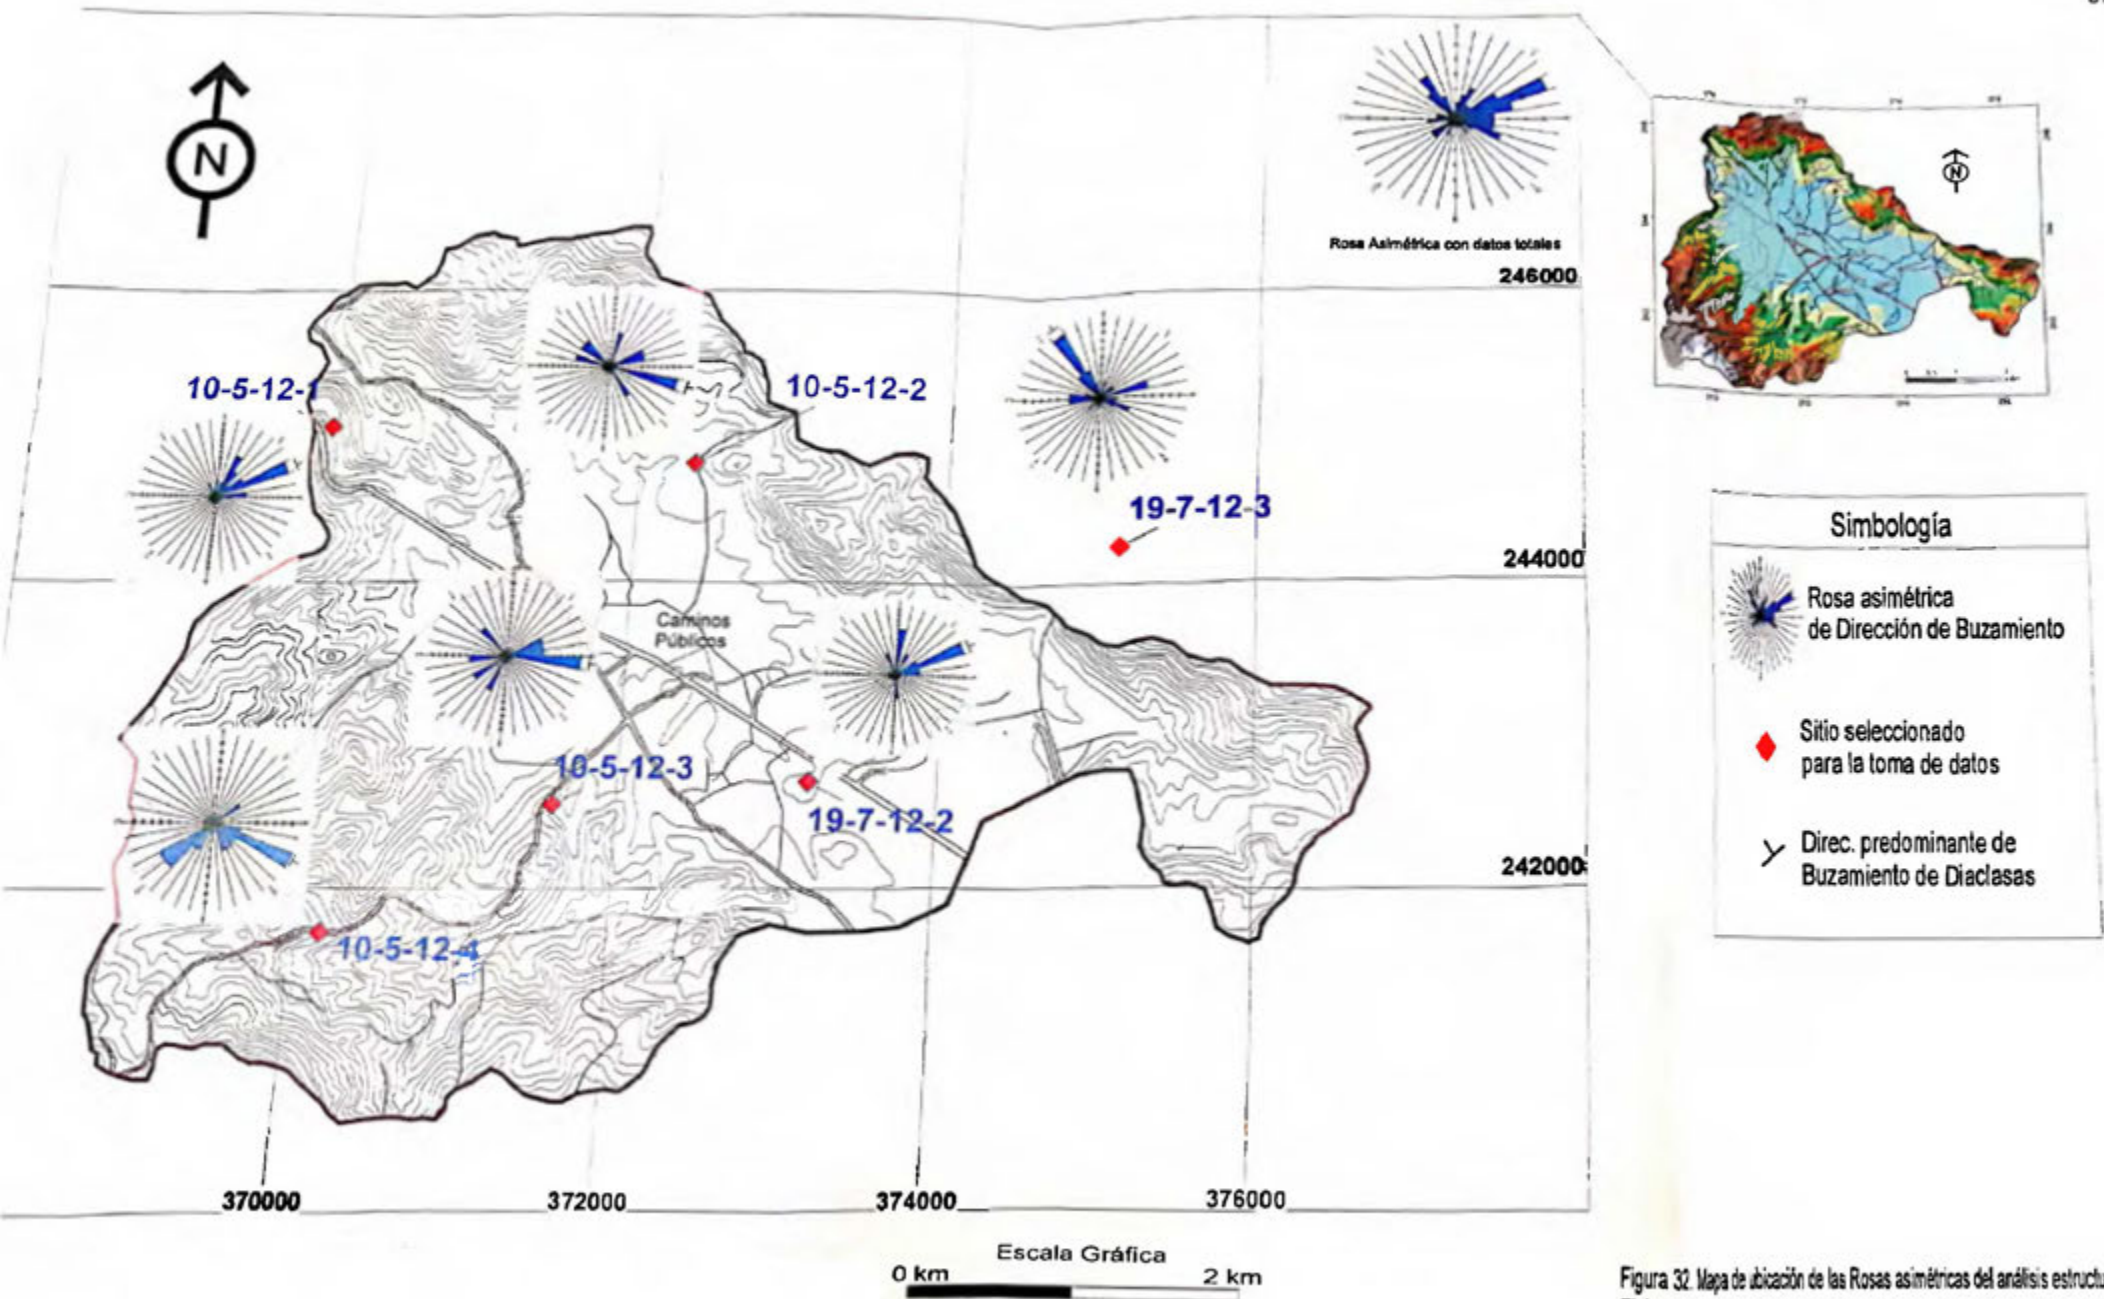 N
Rosa Asimétrica con datos totales
246000
10-5-12-1
10-5-12-2
19-7-12-3
244000
Caminos
Públicos
10-5-12-3
19-7-12-2
242000
10-5-12-4
370000
372000
374000
376000
Escala Gráfica
0 km
2 km
N
Simbología
Rosa asimétrica
de Dirección de Buzamiento
Sitio seleccionado
para la toma de datos
Direc. predominante de
Buzamiento de Diaclasas
Figura 32. Mapa de ubicación de las Rosas asimétricas del análisis